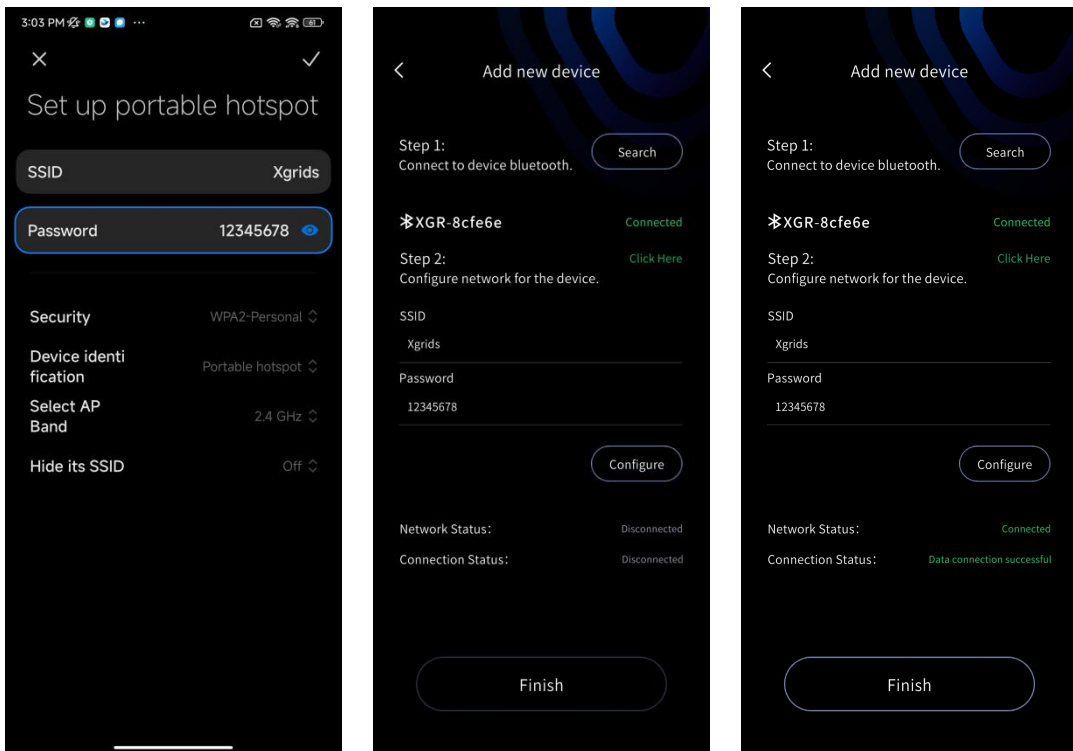 3:03 PM
61
Set up portable hotspot
SSID Xgrids
Password 12345678
Security WPA2-Personal
Device identi
fication Portable hotspot
Select AP
Band 2.4 GHz
Hide its SSID Off
Add new device
Step 1:
Connect to device bluetooth. Search
XGR-8cfe6e Connected
Step 2: Click Here
Configure network for the device.
SSID
Xgrids
Password
12345678
Configure
Network Status: Disconnected
Connection Status: Disconnected
Finish
Add new device
Step 1:
Connect to device bluetooth. Search
XGR-8cfe6e Connected
Step 2: Click Here
Configure network for the device.
SSID
Xgrids
Password
12345678
Configure
Network Status: Connected
Connection Status: Data connection successful
Finish